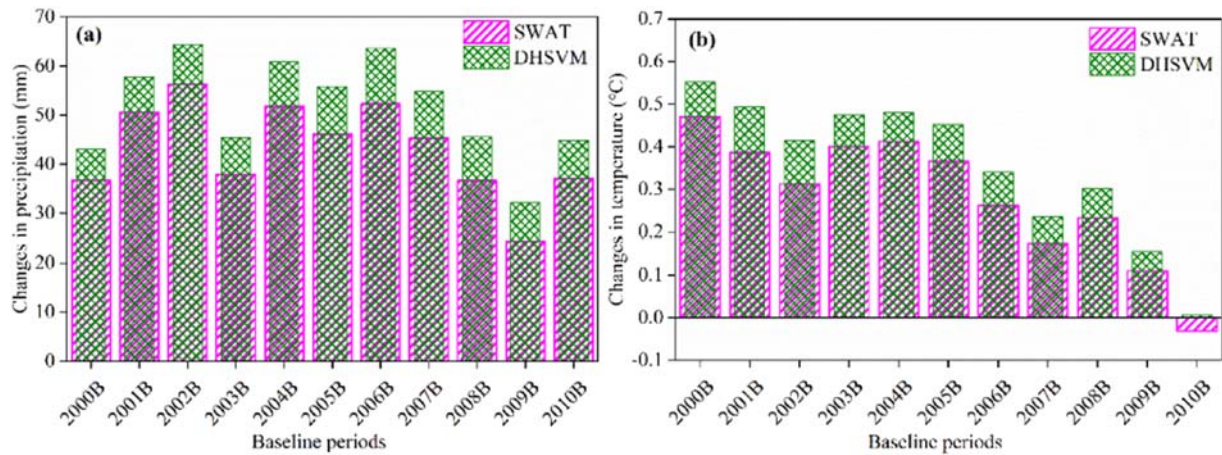 (a)
SWAT
DHSVM
Changes in precipitation (mm)
70
60
50
40
30
20
10
0
2000B
2001B
2002B
2003B
2004B
2005B
2006B
2007B
2008B
2009B
2010B
Baseline periods
(b)
SWAT
DHSVM
Changes in temperature (°C)
0.7
0.6
0.5
0.4
0.3
0.2
0.1
0.0
-0.1
2000B
2001B
2002B
2003B
2004B
2005B
2006B
2007B
2008B
2009B
2010B
Baseline periods